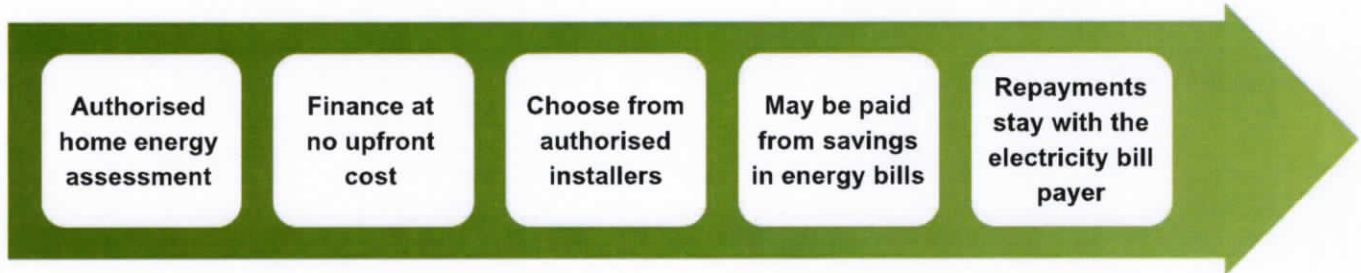 Authorised
home energy
assessment
Finance at
no upfront
cost
Choose from
authorised
installers
May be paid
from savings
in energy bills
Repayments
stay with the
electricity bill
payer